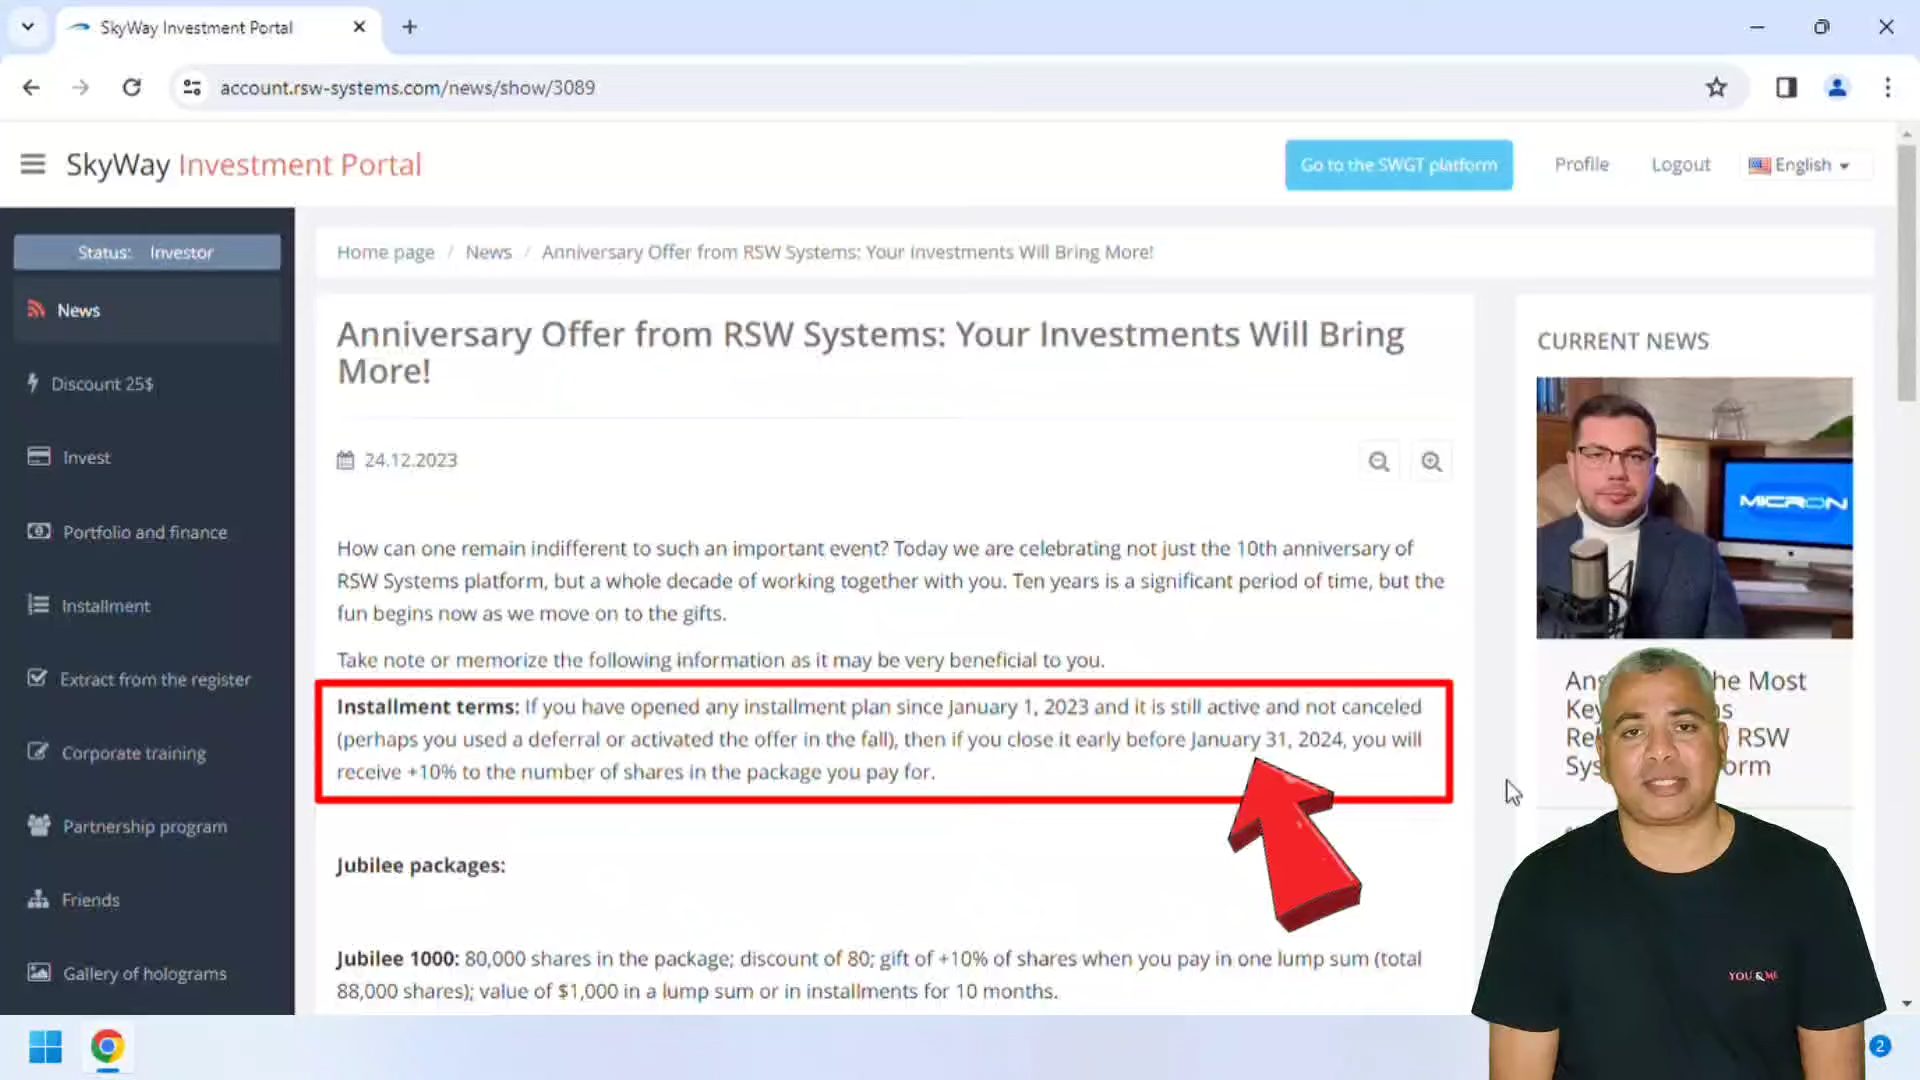 SkyWay Investment Portal
account.rsw-systems.com/news/show/3089
SkyWay Investment Portal
Go to the SWGT platform
Profile
Logout
English
Status: Investor
News
Discount 25$
Invest
Portfolio and finance
Installment
Extract from the register
Corporate training
Partnership program
Friends
Gallery of holograms
Home page / News / Anniversary Offer from RSW Systems: Your Investments Will Bring More!
Anniversary Offer from RSW Systems: Your Investments Will Bring
More!
24.12.2023
How can one remain indifferent to such an important event? Today we are celebrating not just the 10th anniversary of
RSW Systems platform, but a whole decade of working together with you. Ten years is a significant period of time, but the
fun begins now as we move on to the gifts.
Take note or memorize the following information as it may be very beneficial to you.
Installment terms: If you have opened any installment plan since January 1, 2023 and it is still active and not canceled
(perhaps you used a deferral or activated the offer in the fall), then if you close it early before January 31, 2024, you will
receive +10% to the number of shares in the package you pay for.
Jubilee packages:
Jubilee 1000: 80,000 shares in the package; discount of 80; gift of +10% of shares when you pay in one lump sum (total
88,000 shares); value of $1,000 in a lump sum or in installments for 10 months.
CURRENT NEWS
MICRON
Most
RSW
YOU & ME
2